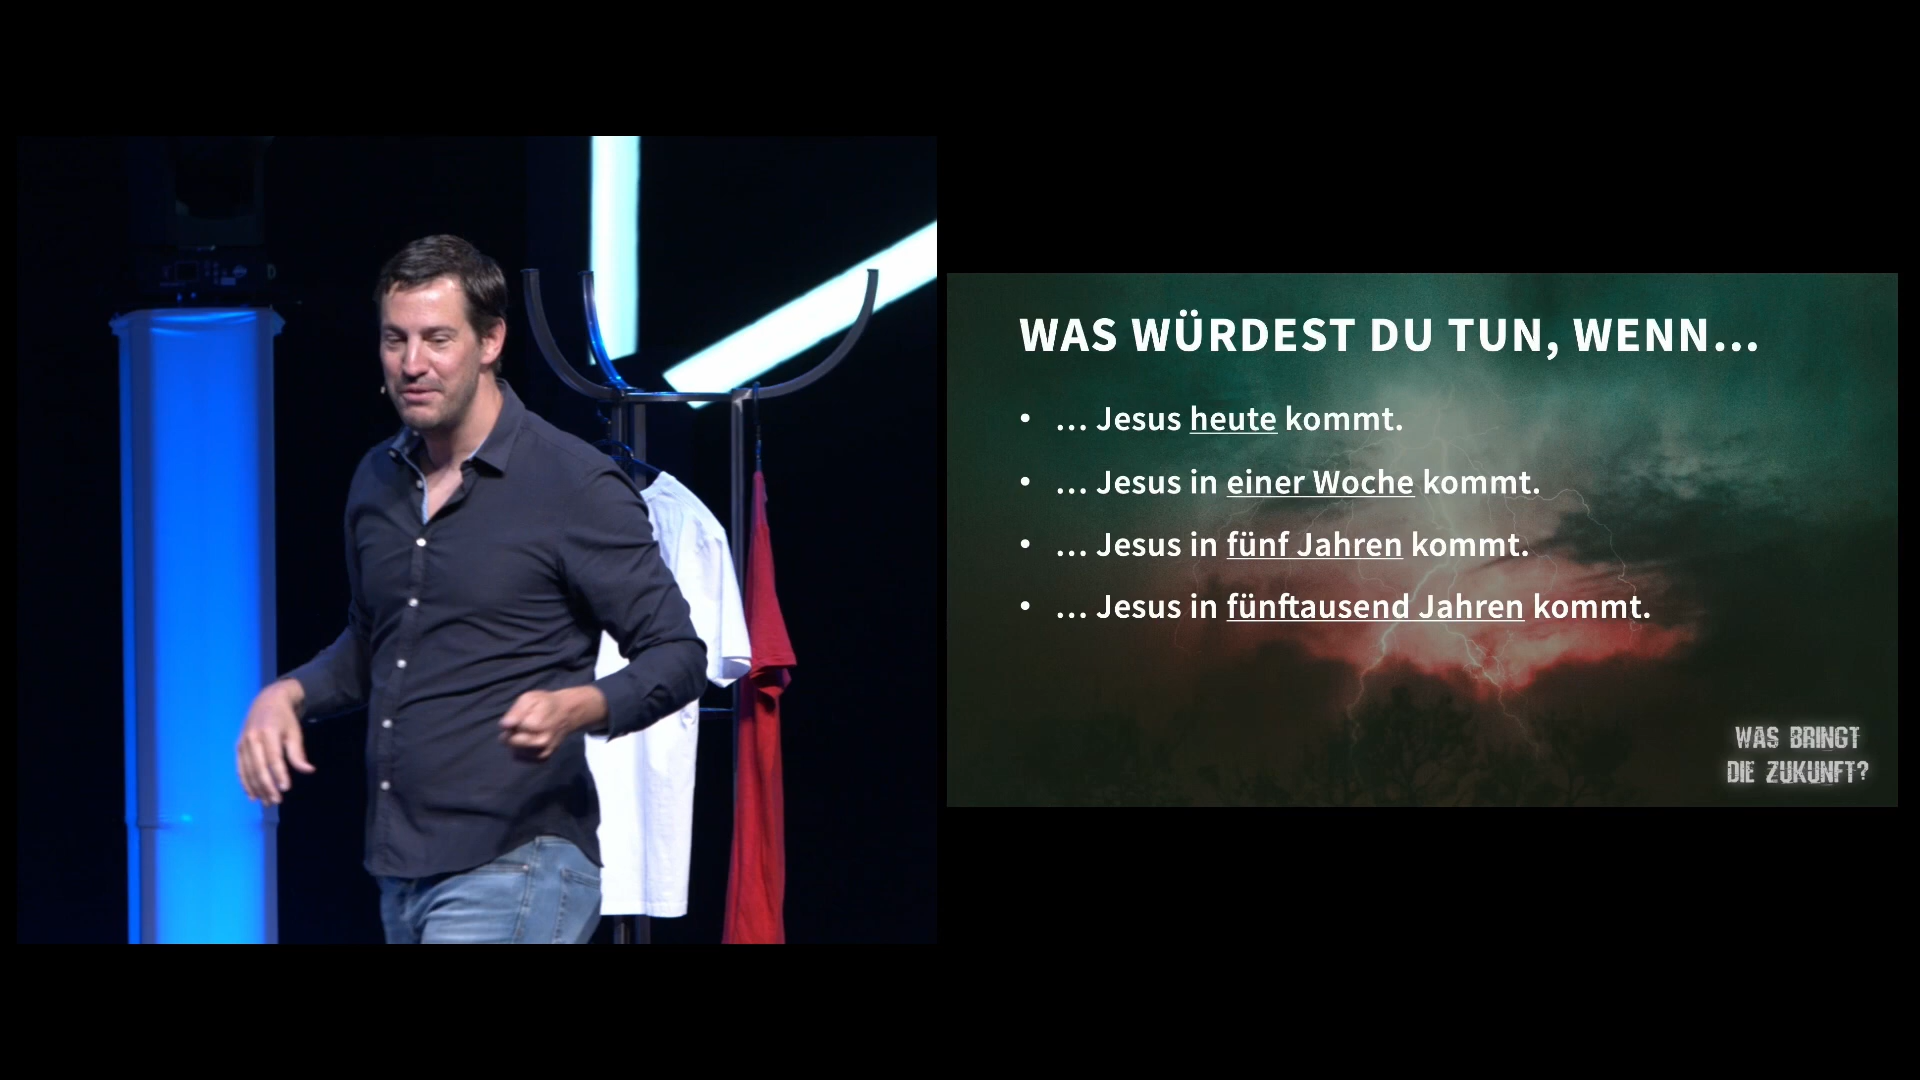 WAS WÜRDEST DU TUN, WENN...
• ... Jesus heute kommt.
• ... Jesus in einer Woche kommt.
• ... Jesus in fünf Jahren kommt.
• ... Jesus in fünftausend Jahren kommt.
WAS BRINGT
DIE ZUKUNFT?